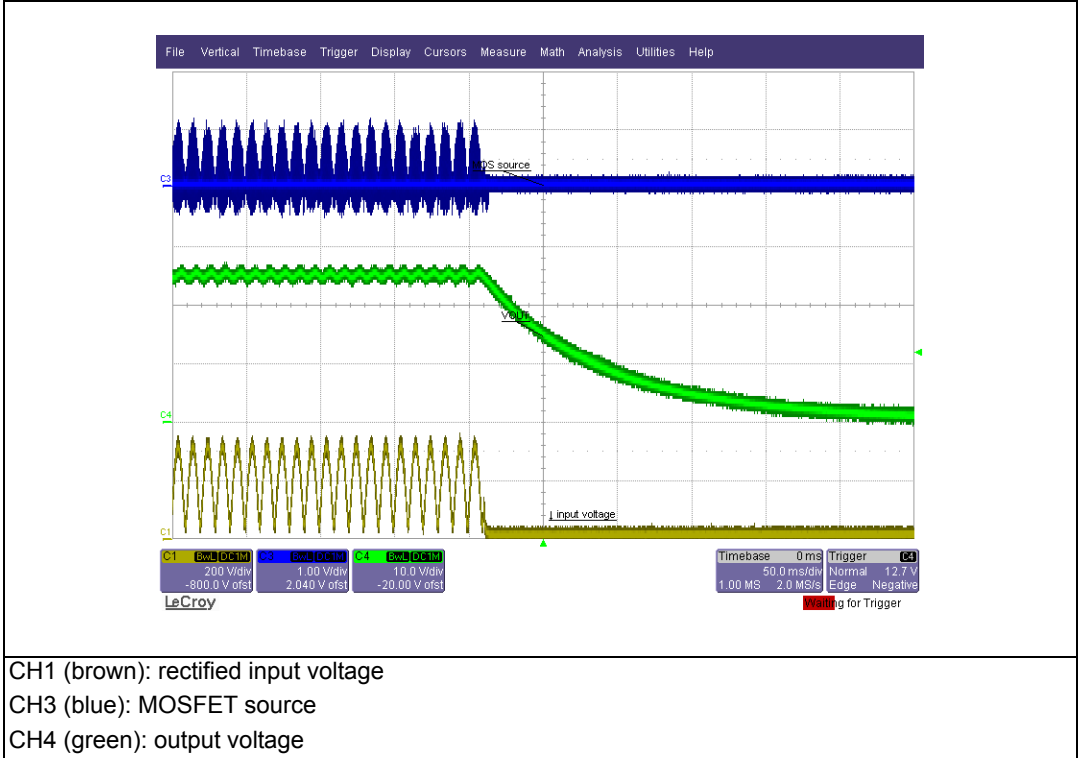 File Vertical Timebase Trigger Display Cursors Measure Math Analysis Utilities Help
C3
source
VOUT
C4
input voltage
C1
C1 BwL DC1M
200 V/div
-800.0 V ofst
1.00 V/div
2.040 V ofst
C4 BwL DC1M
10.0 V/div
-20.00 V ofst
Timebase 0 ms
50.0 ms/div
1.00 MS 2.0 MS/s
Trigger C4
Normal 12.7 V
Edge Negative
LeCroy
Waiting for Trigger
CH1 (brown): rectified input voltage
CH3 (blue): MOSFET source
CH4 (green): output voltage